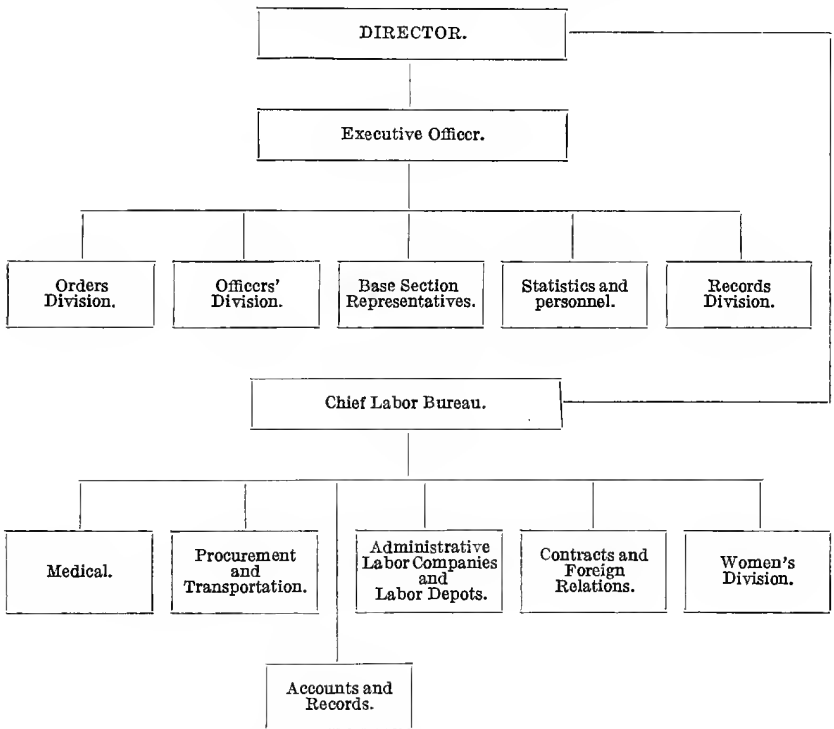 DIRECTOR.
Executive Officer.
Orders
Division.
Officers'
Division.
Base Section
Representatives.
Statistics and
personnel.
Records
Division.
Chief Labor Bureau.
Medical.
Procurement
and
Transportation.
Administrative
Labor Companies
and
Labor Depots.
Contracts and
Foreign
Relations.
Women's
Division.
Accounts and
Records.